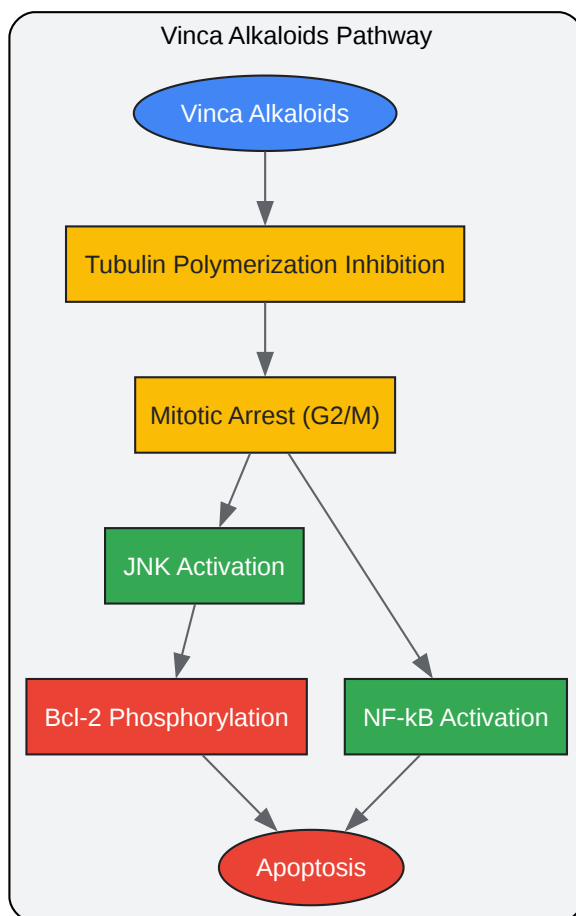 Vinca Alkaloids Pathway
Vinca Alkaloids
Tubulin Polymerization Inhibition
Mitotic Arrest (G2/M)
JNK Activation
Bcl-2 Phosphorylation
NF-kB Activation
Apoptosis